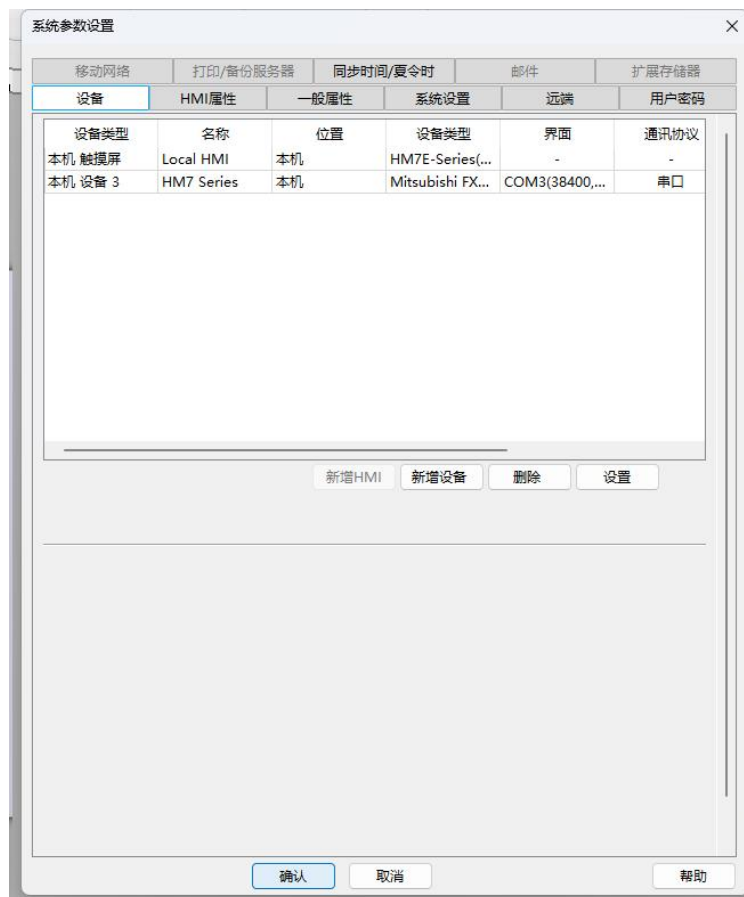 系统参数设置
移动网络 打印/备份服务器 同步时间/夏令时 邮件 扩展存储器
设备 HMI属性 一般属性 系统设置 远端 用户密码
设备类型 名称 位置 设备类型 界面 通讯协议
本机 触摸屏 Local HMI 本机 HM7E-Series(... - -
本机 设备 3 HM7 Series 本机 Mitsubishi FX... COM3(38400,... 串口
新增HMI 新增设备 删除 设置
确认 取消 帮助